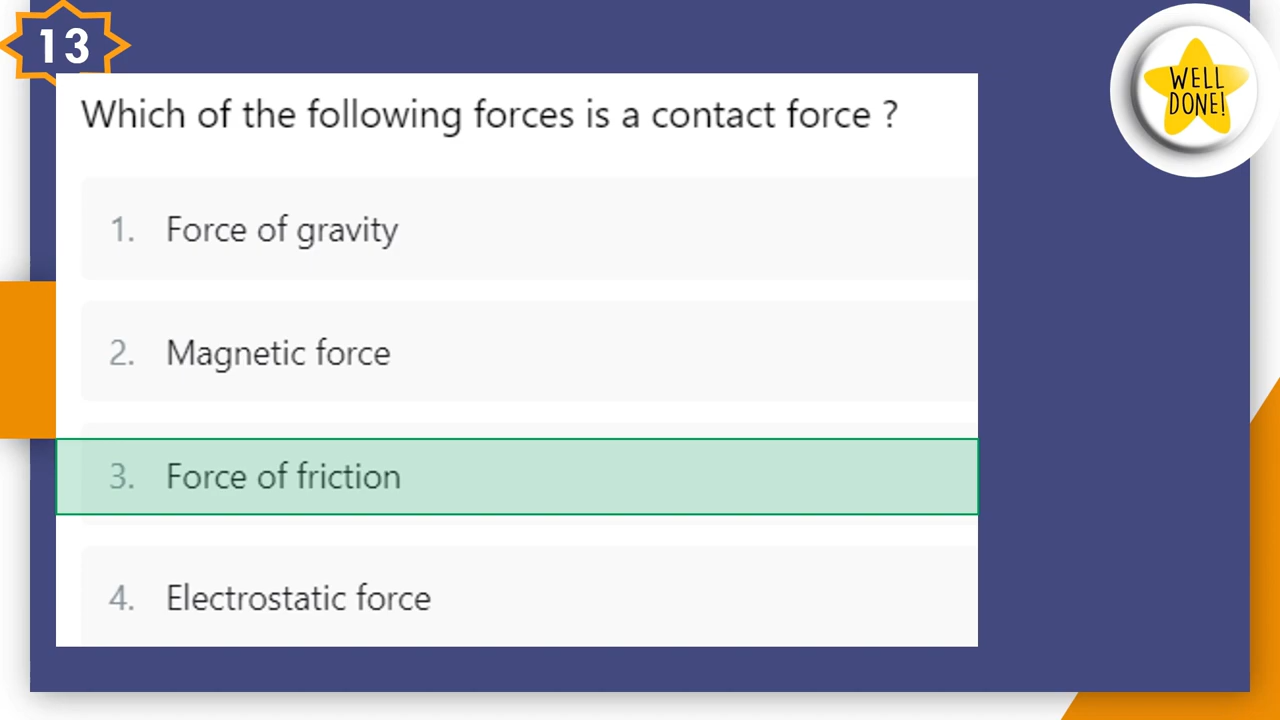 13
WELL
DONE!
Which of the following forces is a contact force ?
1. Force of gravity
2. Magnetic force
3. Force of friction
4. Electrostatic force